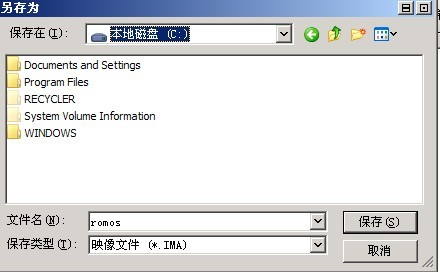 另存为
保存在(I): 本地磁盘 (C:)
Documents and Settings
Program Files
RECYCLER
System Volume Information
WINDOWS
文件名(N): romos 保存(S)
保存类型(T): 映像文件 (*.IMA) 取消